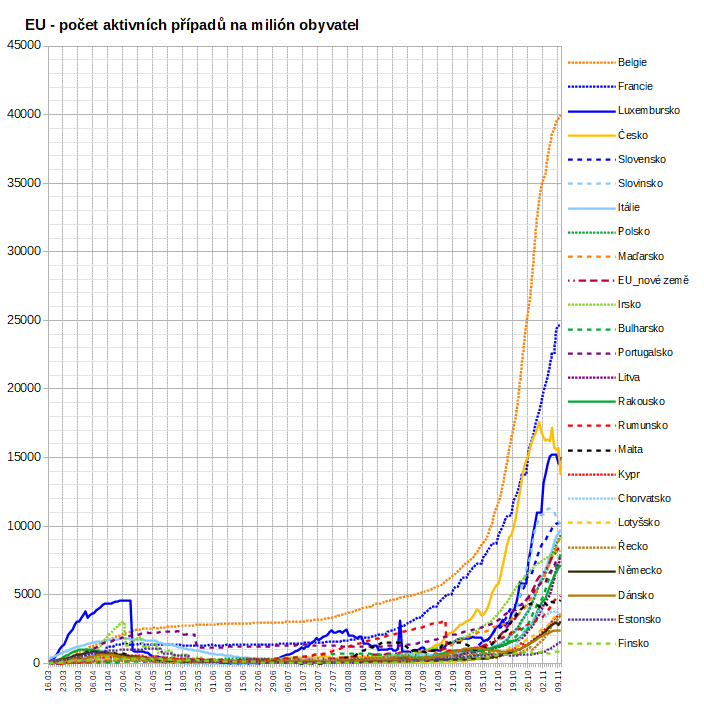 EU - počet aktivních případů na milión obyvatel
45000
40000
35000
30000
25000
20000
15000
10000
5000
0
Belgie
Francie
Luxembursko
Česko
Slovensko
Slovinsko
Itálie
Polsko
Maďarsko
EU_nové země
Irsko
Bulharsko
Portugalsko
Litva
Rakousko
Rumunsko
Malta
Kypr
Chorvatsko
Lotyšsko
Řecko
Německo
Dánsko
Estonsko
Finsko
16.03
23.03
30.03
06.04
13.04
20.04
27.04
04.05
11.05
18.05
25.05
01.06
08.06
15.06
22.06
29.06
06.07
13.07
20.07
27.07
03.08
10.08
17.08
24.08
31.08
07.09
14.09
21.09
28.09
05.10
12.10
19.10
26.10
2.11
9.11